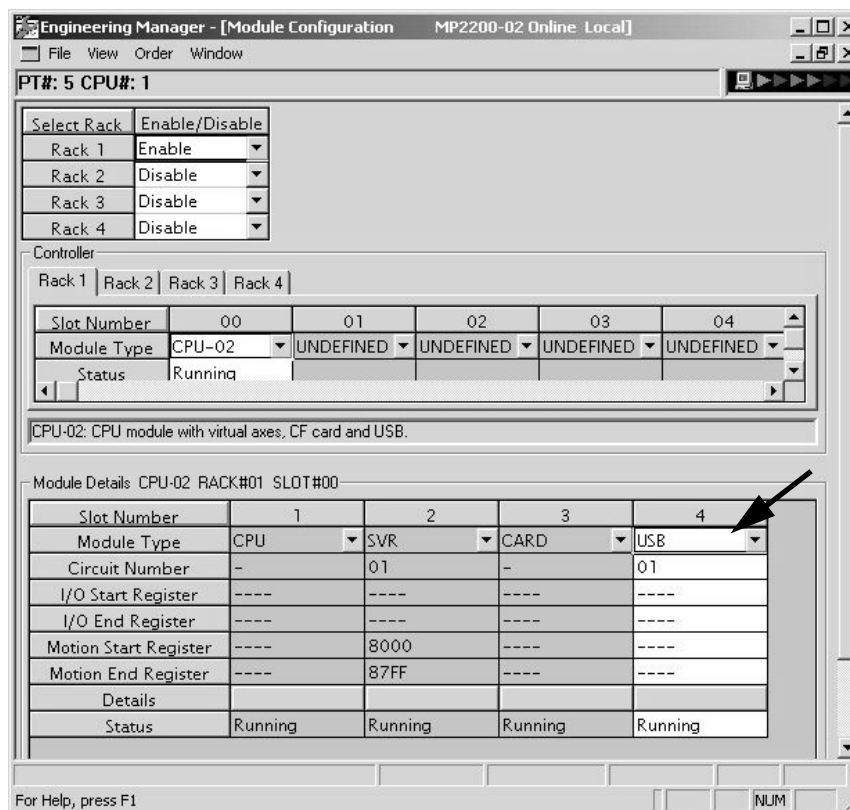 Engineering Manager - [Module Configuration MP2200-02 Online Local]
File View Order Window
PT#: 5 CPU#: 1
Select Rack Enable/Disable
Rack 1 Enable
Rack 2 Disable
Rack 3 Disable
Rack 4 Disable
Controller
Rack 1 Rack 2 Rack 3 Rack 4
Slot Number 00 01 02 03 04
Module Type CPU-02 UNDEFINED UNDEFINED UNDEFINED UNDEFINED
Status Running
CPU-02: CPU module with virtual axes, CF card and USB.
Module Details CPU-02 RACK#01 SLOT#00
Slot Number 1 2 3 4
Module Type CPU SVR CARD USB
Circuit Number - 01 - 01
I/O Start Register ---- ---- ---- ----
I/O End Register ---- ---- ---- ----
Motion Start Register ---- 8000 ---- ----
Motion End Register ---- 87FF ---- ----
Details
Status Running Running Running Running
For Help, press F1 NUM